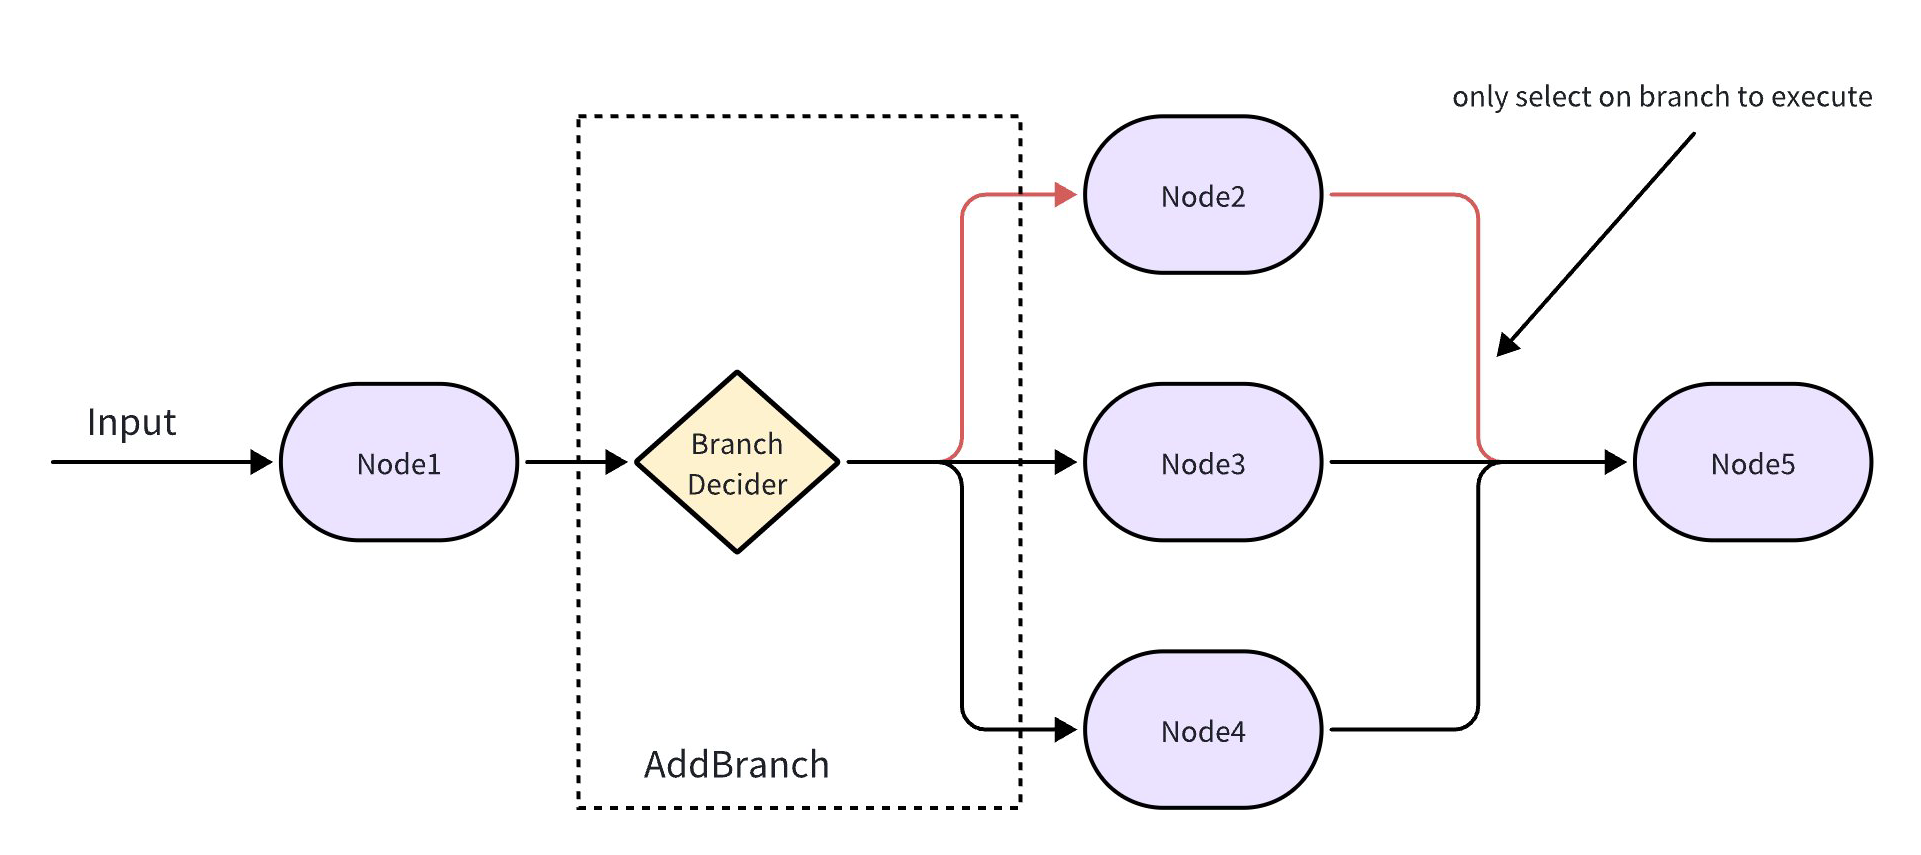 only select on branch to execute
Node2
Input
Node1
Branch
Decider
Node3
Node5
Node4
AddBranch